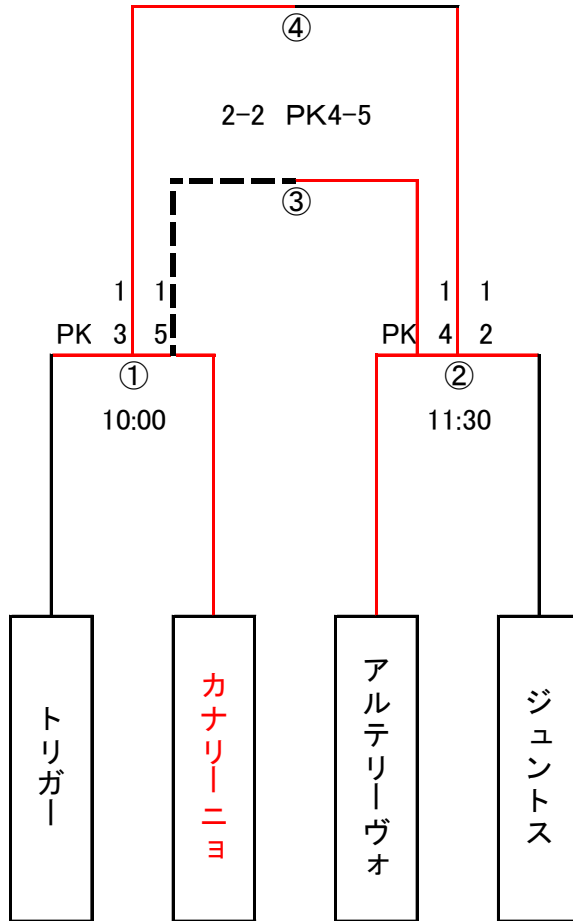 ④
2-2 PK4-5
③
1 1
PK 3 5
①
10:00
1 1
PK 4 2
②
11:30
トリガー
カナリーニョ
アルテリーヴォ
ジュントス